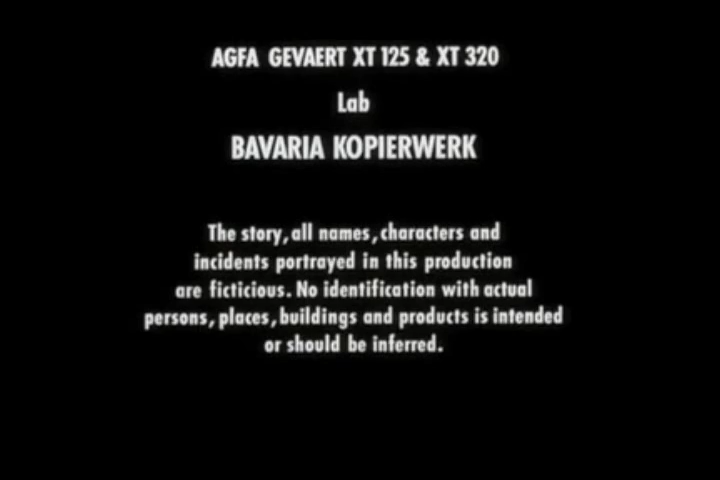 AGFA GEVAERT XT 125 & XT 320
Lab
BAVARIA KOPIERWERK
The story, all names, characters and
incidents portrayed in this production
are ficticious. No identification with actual
persons, places, buildings and products is intended
or should be inferred.